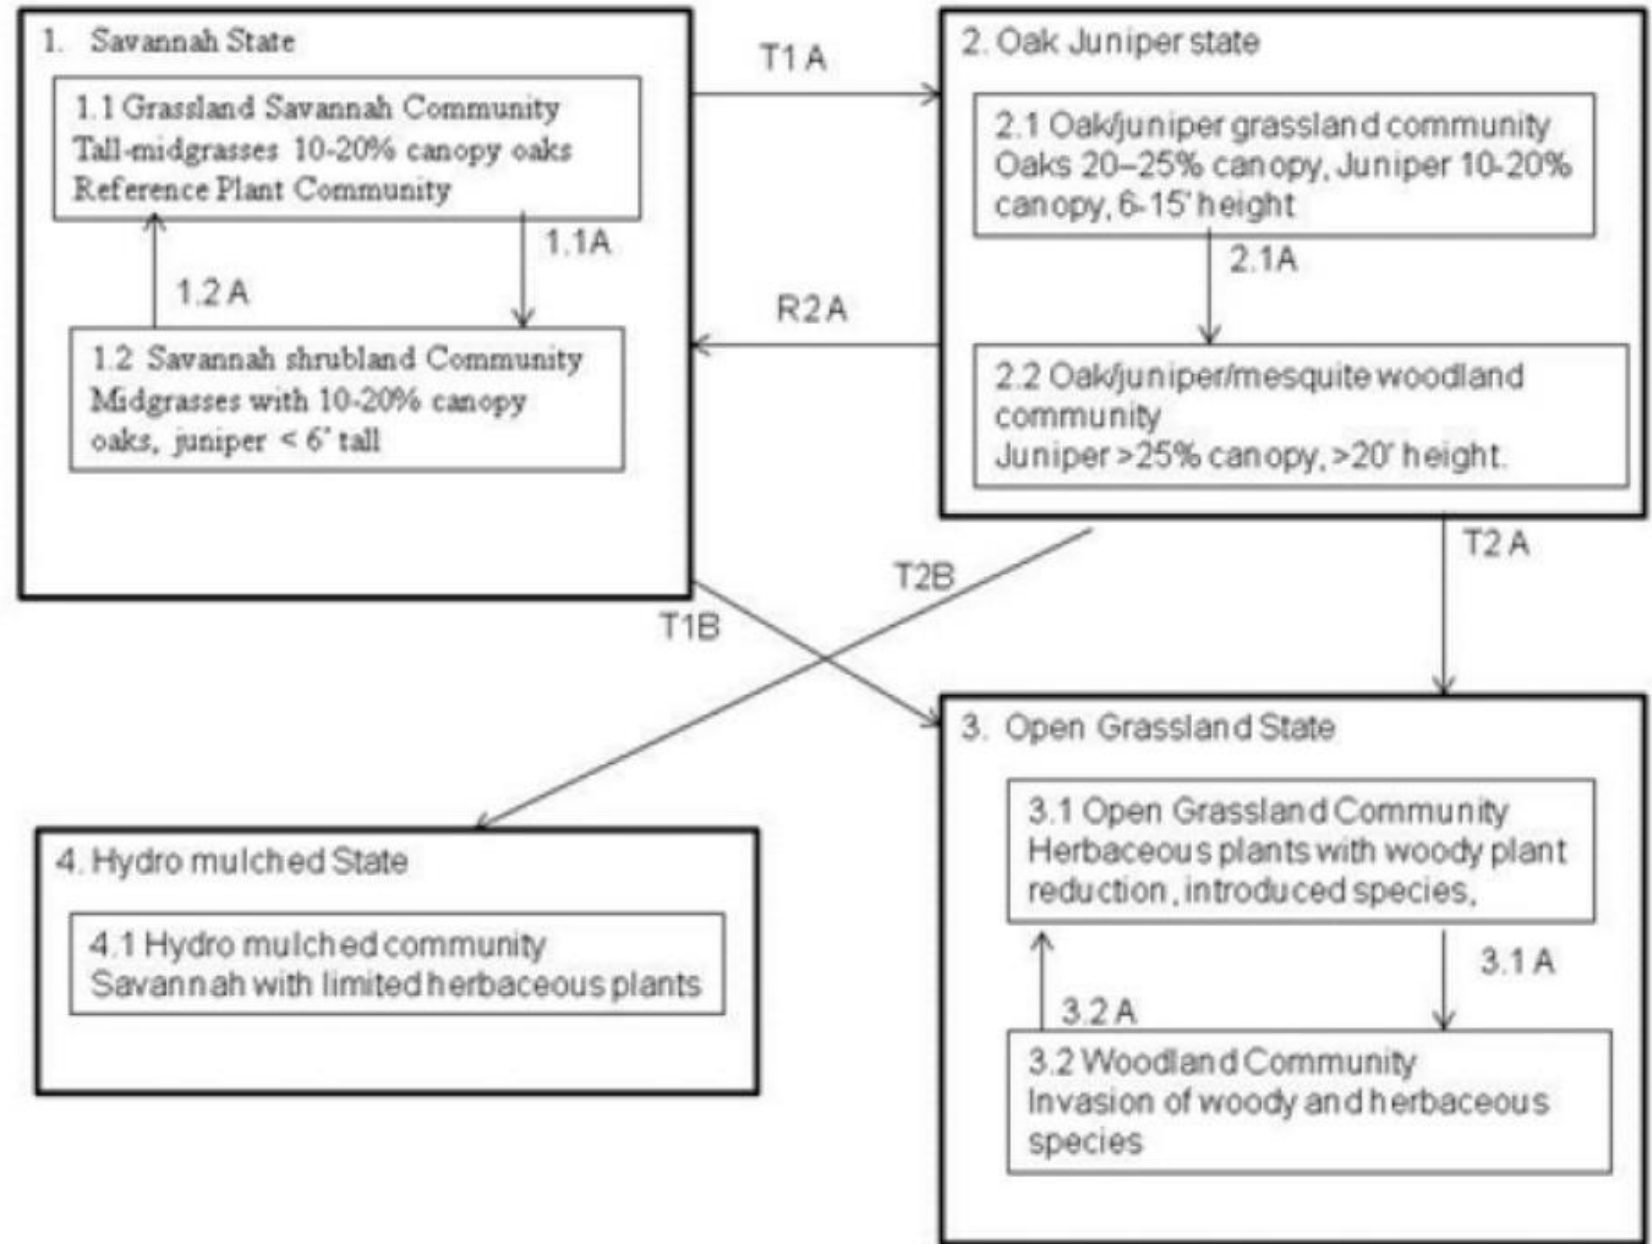 1. Savannah State
1.1 Grassland Savannah Community
Tall-midgrasses 10-20% canopy oaks
Reference Plant Community
1.1A
1.2 A
1.2 Savannah shrubland Community
Midgrasses with 10-20% canopy
oaks, juniper < 6' tall
T1 A
R2 A
2. Oak Juniper state
2.1 Oak/juniper grassland community
Oaks 20–25% canopy, Juniper 10-20%
canopy, 6-15' height
2.1A
2.2 Oak/juniper/mesquite woodland
community
Juniper >25% canopy, >20' height.
T2 A
T2B
T1B
3. Open Grassland State
3.1 Open Grassland Community
Herbaceous plants with woody plant
reduction, introduced species,
3.1 A
3.2 A
3.2 Woodland Community
Invasion of woody and herbaceous
species
4. Hydro mulched State
4.1 Hydro mulched community
Savannah with limited herbaceous plants